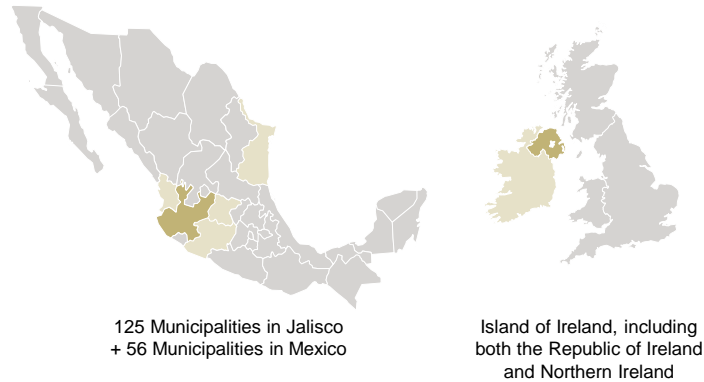 125 Municipalities in Jalisco
+ 56 Municipalities in Mexico
Island of Ireland, including
both the Republic of Ireland
and Northern Ireland